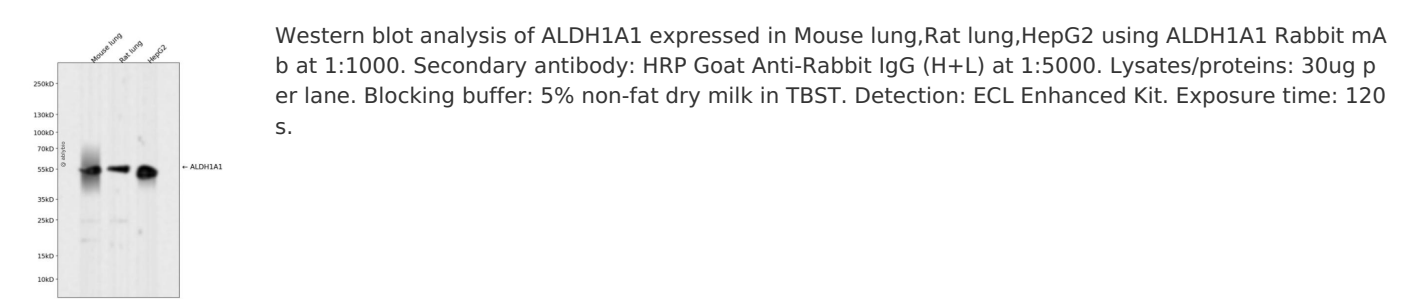 Mouse lung
Rat lung
HepG2
250kD
130kD
100kD
70kD
55kD
35kD
25kD
15kD
10kD
← ALDH1A1
Western blot analysis of ALDH1A1 expressed in Mouse lung,Rat lung,HepG2 using ALDH1A1 Rabbit mA
b at 1:1000. Secondary antibody: HRP Goat Anti-Rabbit IgG (H+L) at 1:5000. Lysates/proteins: 30ug p
er lane. Blocking buffer: 5% non-fat dry milk in TBST. Detection: ECL Enhanced Kit. Exposure time: 120
s.